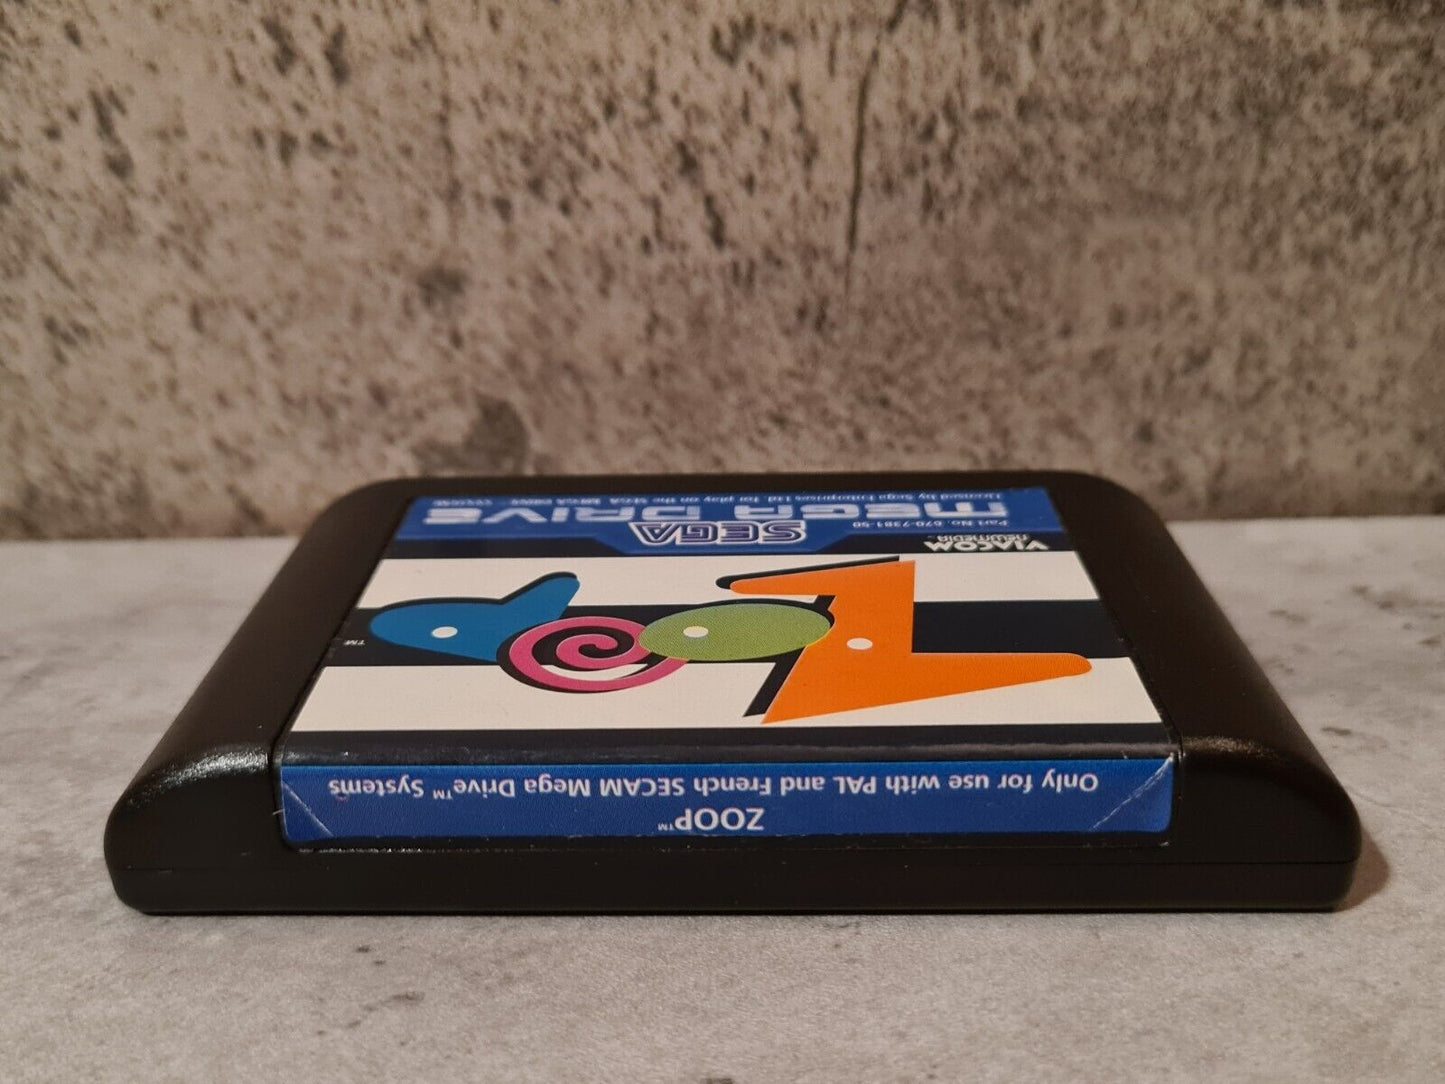 ZOOP™
Only for use with PAL and French SECAM Mega Drive™ Systems
™
VIACOM
newmedia™
SEGA
Part No. 670-7381-50
MEGA DRIVE
Licensed by Sega Enterprises Ltd. for play on the SEGA MEGA DRIVE